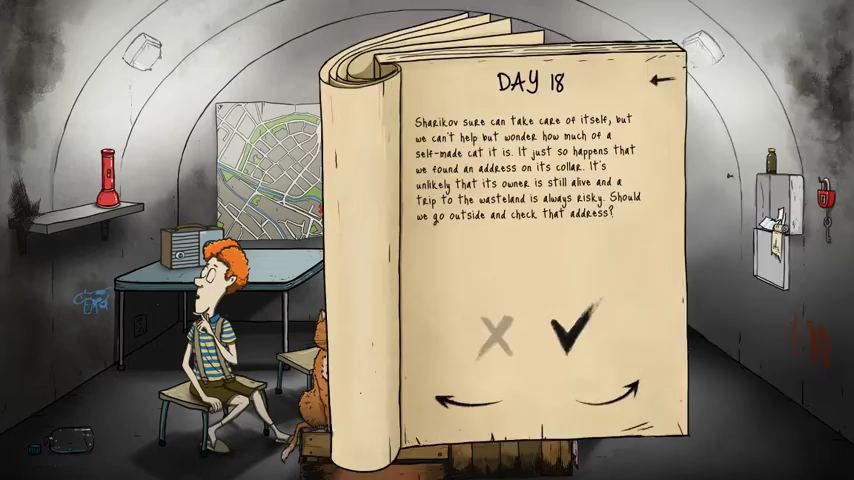 DAY 18
Sharikov sure can take care of itself, but
we can't help but wonder how much of a
self-made cat it is. It just so happens that
we found an address on its collar. It's
unlikely that its owner is still alive and a
trip to the wasteland is always risky. Should
we go outside and check that address?